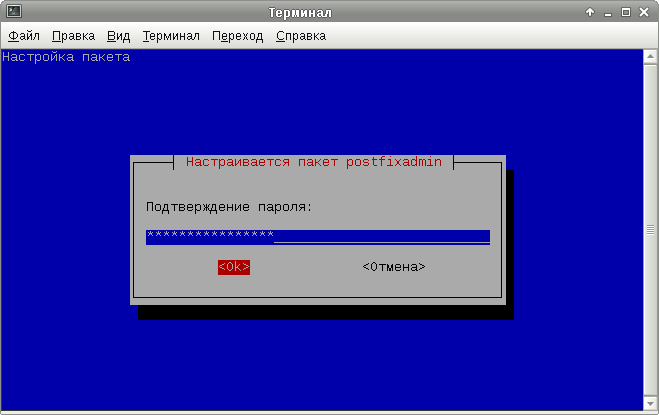 Терминал
Файл Правка Вид Терминал Переход Справка
Настройка пакета
Настраивается пакет postfixadmin
Подтверждение пароля:
****************
<Ok> <Отмена>